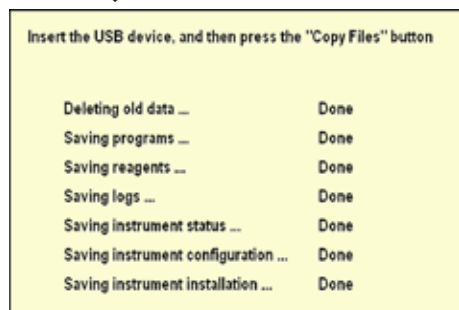 Insert the USB device, and then press the "Copy Files" button
Deleting old data ... Done
Saving programs ... Done
Saving reagents ... Done
Saving logs ... Done
Saving instrument status ... Done
Saving instrument configuration ... Done
Saving instrument installation ... Done